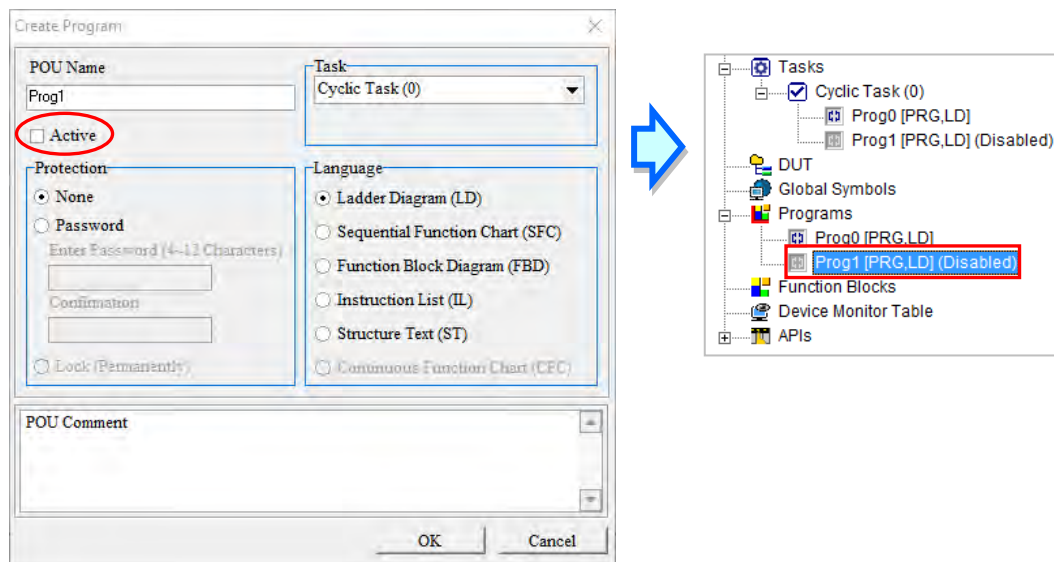 Create Program
POU Name
Prog1
Active
Task
Cyclic Task (0)
Protection
None
Password
Enter Password (4~12 Characters)
Confirmation
Lock (Permanently)
Language
Ladder Diagram (LD)
Sequential Function Chart (SFC)
Function Block Diagram (FBD)
Instruction List (IL)
Structure Text (ST)
Continuous Function Chart (CFC)
POU Comment
OK Cancel
Tasks
Cyclic Task (0)
Prog0 [PRG,LD]
Prog1 [PRG,LD] (Disabled)
DUT
Global Symbols
Programs
Prog0 [PRG,LD]
Prog1 [PRG,LD] (Disabled)
Function Blocks
Device Monitor Table
APIs